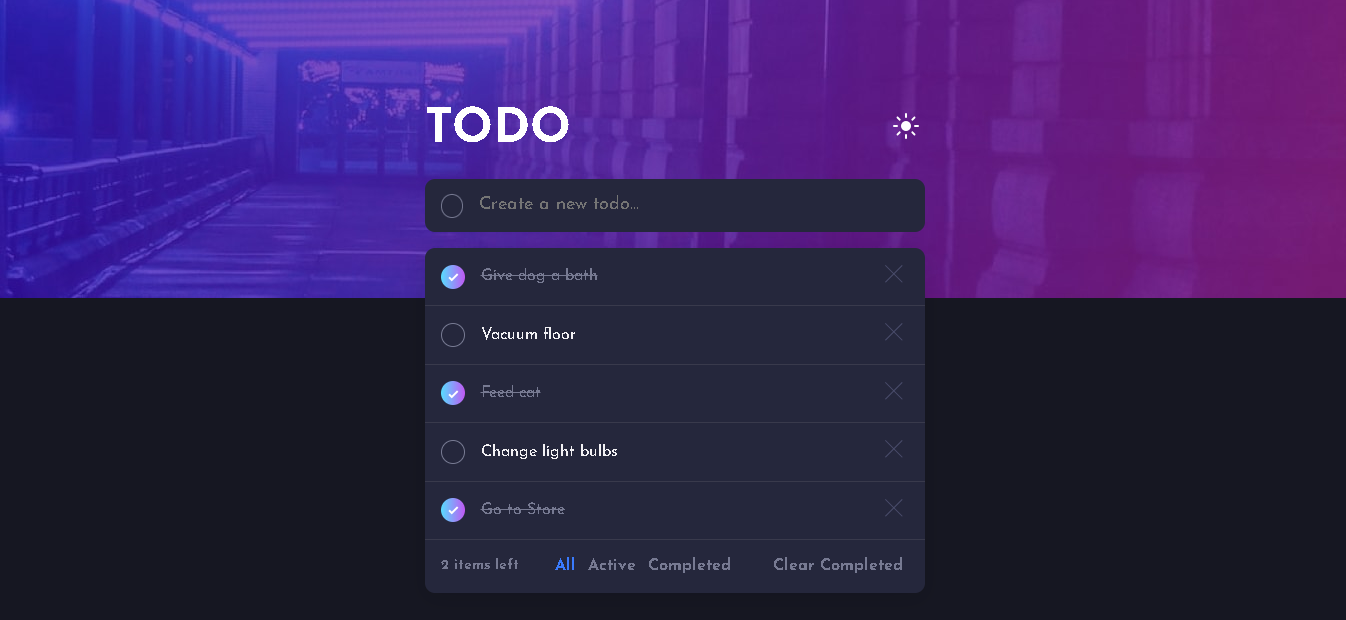 TODO
Create a new todo...
Give dog a bath
Vacuum floor
Feed cat
Change light bulbs
Go to Store
2 items left All Active Completed Clear Completed